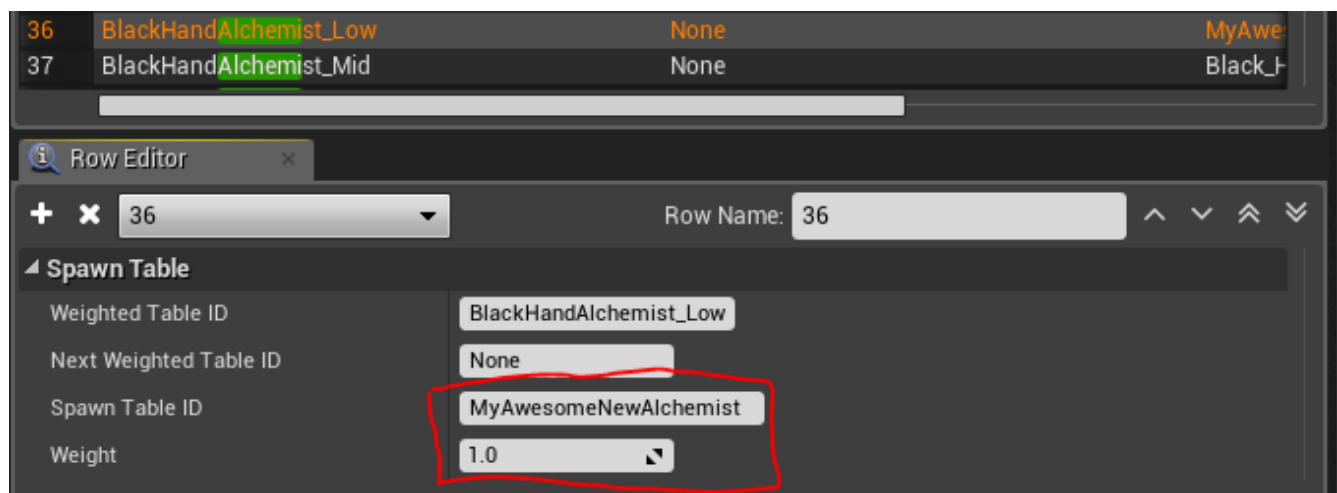 36 BlackHandAlchemist_Low None MyAwe
37 BlackHandAlchemist_Mid None Black_H
Row Editor
36 Row Name: 36
Spawn Table
Weighted Table ID BlackHandAlchemist_Low
Next Weighted Table ID None
Spawn Table ID MyAwesomeNewAlchemist
Weight 1.0